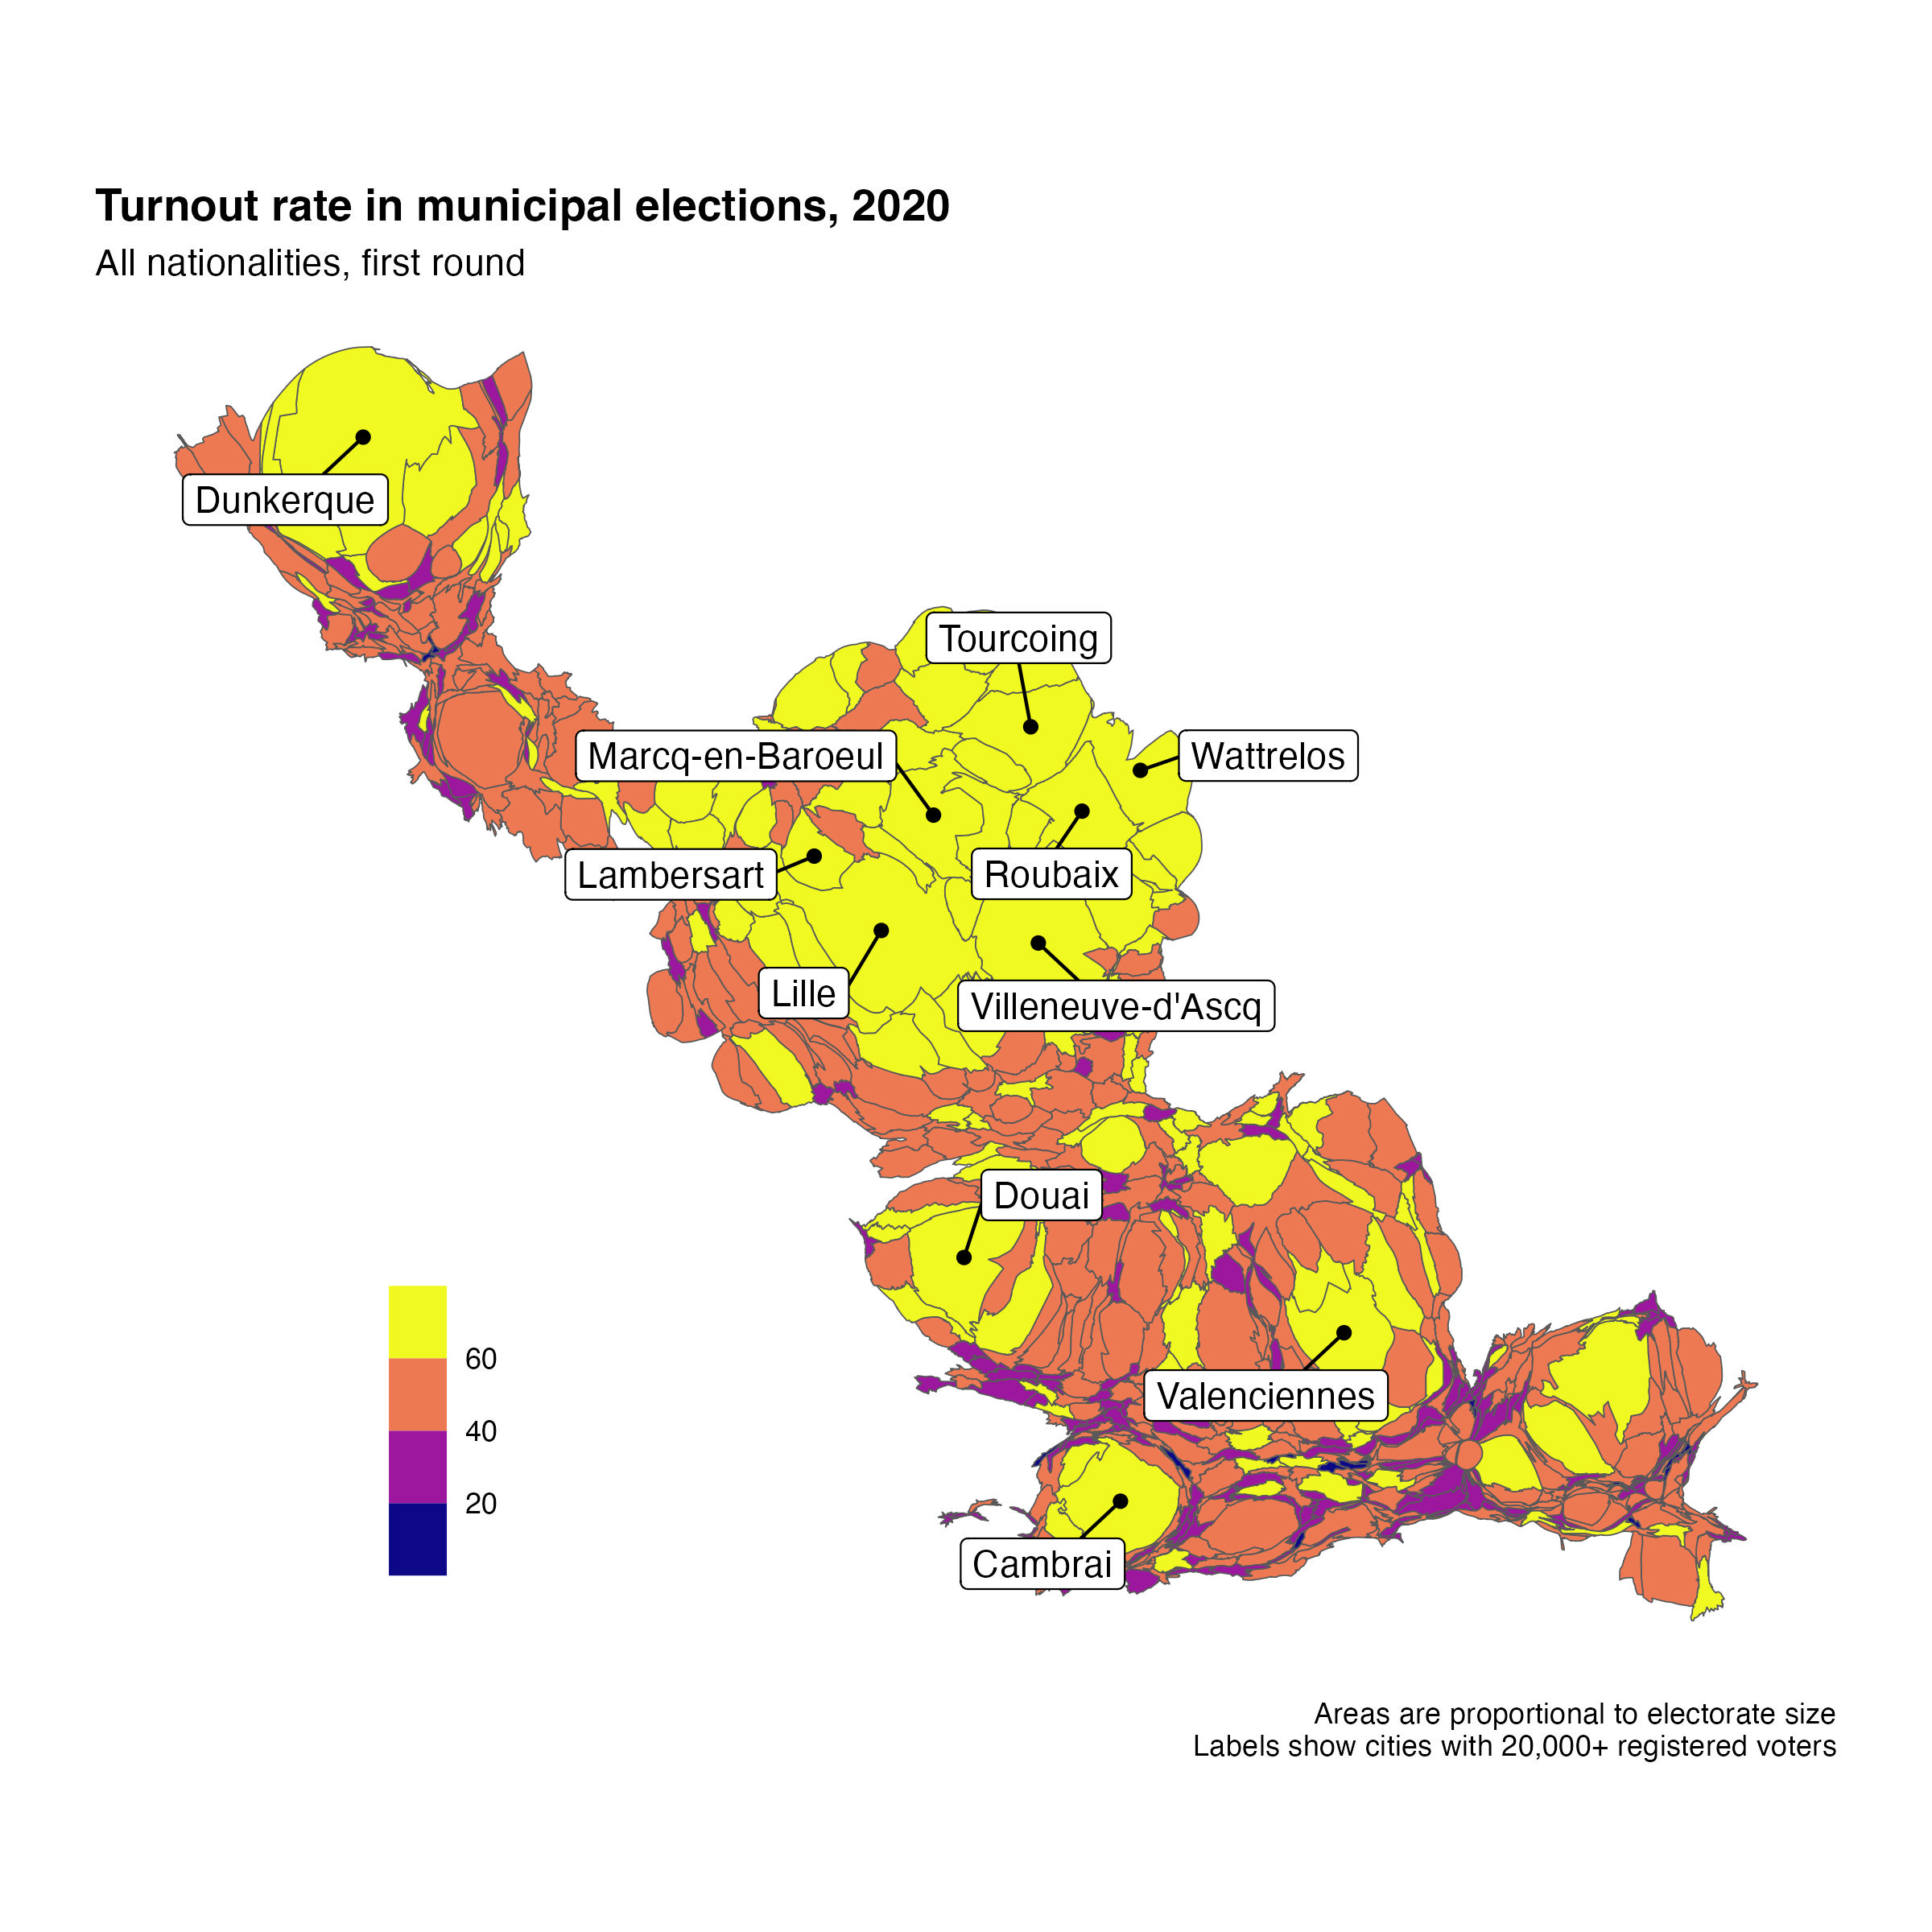 Turnout rate in municipal elections, 2020
All nationalities, first round
Dunkerque
Tourcoing
Marcq-en-Baroeul
Wattrelos
Lambersart
Roubaix
Lille
Villeneuve-d'Ascq
Douai
Valenciennes
Cambrai
60
40
20
Areas are proportional to electorate size
Labels show cities with 20,000+ registered voters